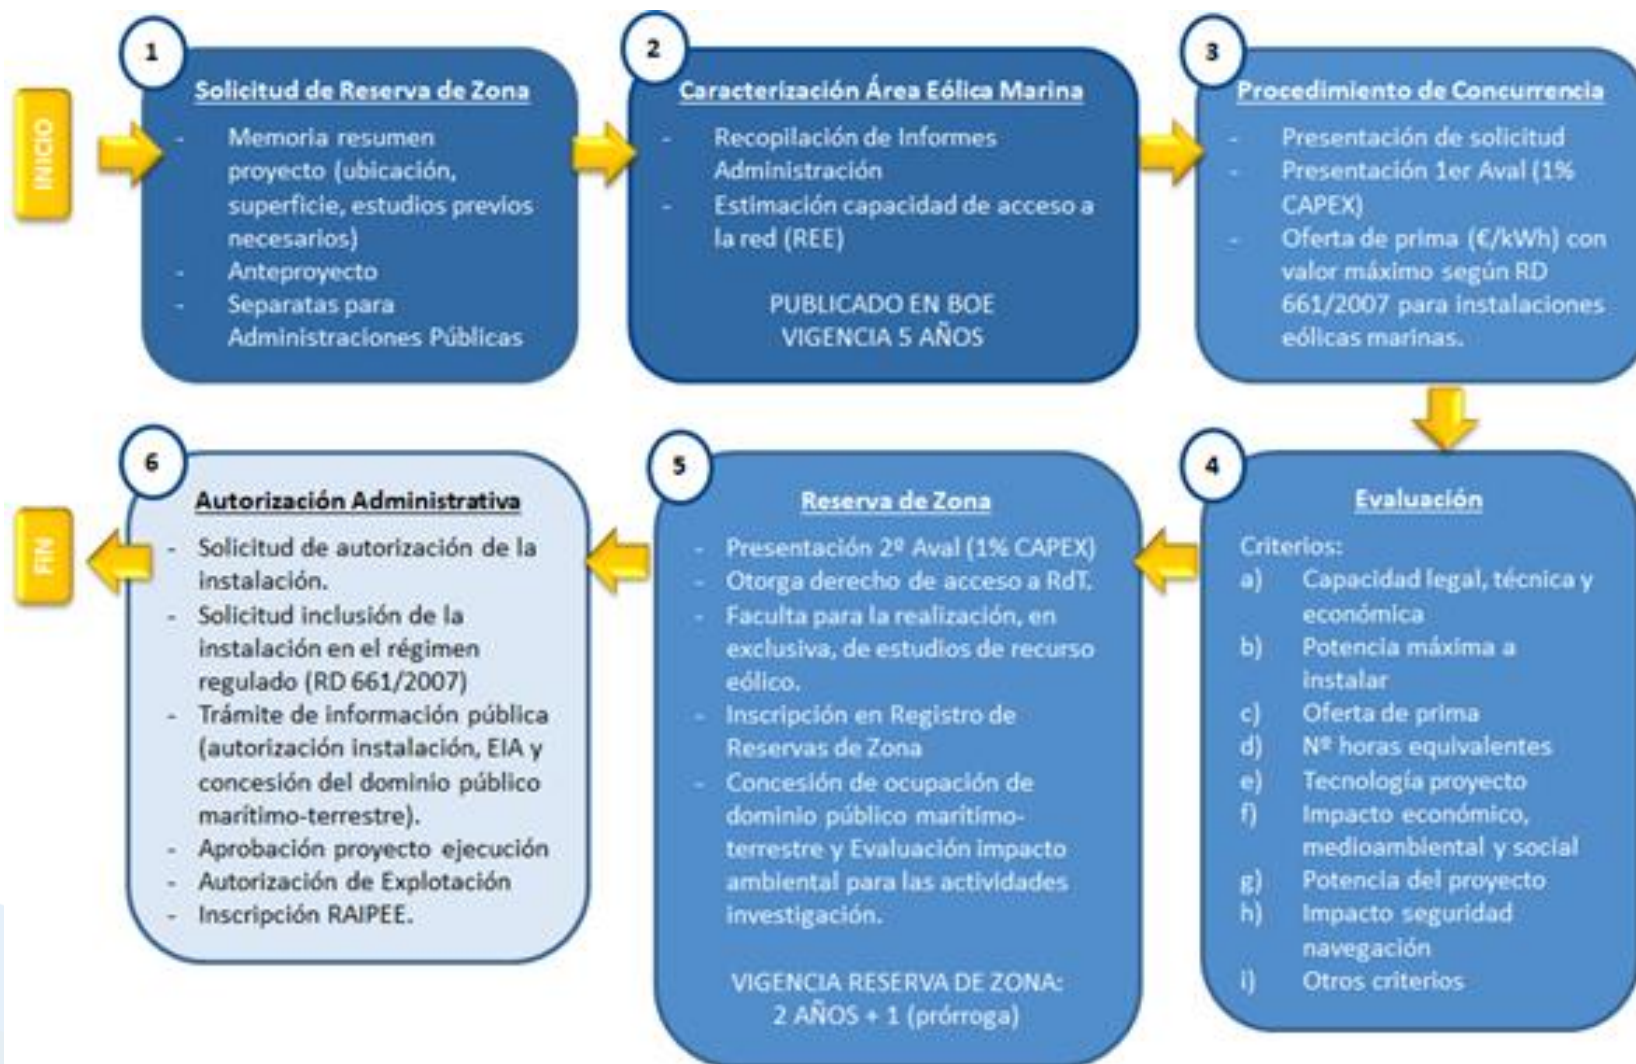 INICIO
1
Solicitud de Reserva de Zona
- Memoria resumen
proyecto (ubicación,
superficie, estudios previos
necesarios)
- Anteproyecto
- Separatas para
Administraciones Públicas
2
Caracterización Área Eólica Marina
- Recopilación de Informes
Administración
- Estimación capacidad de acceso a
la red (REE)
PUBLICADO EN BOE
VIGENCIA 5 AÑOS
3
Procedimiento de Concurrencia
- Presentación de solicitud
- Presentación 1er Aval (1%
CAPEX)
- Oferta de prima (€/kWh) con
valor máximo según RD
661/2007 para instalaciones
eólicas marinas.
4
Evaluación
Criterios:
a) Capacidad legal, técnica y
económica
b) Potencia máxima a
instalar
c) Oferta de prima
d) Nº horas equivalentes
e) Tecnología proyecto
f) Impacto económico,
medioambiental y social
g) Potencia del proyecto
h) Impacto seguridad
navegación
i) Otros criterios
5
Reserva de Zona
- Presentación 2º Aval (1% CAPEX)
- Otorga derecho de acceso a RdT.
- Faculta para la realización, en
exclusiva, de estudios de recurso
eólico.
- Inscripción en Registro de
Reservas de Zona
- Concesión de ocupación de
dominio público marítimo-
terrestre y Evaluación impacto
ambiental para las actividades
investigación.
VIGENCIA RESERVA DE ZONA:
2 AÑOS + 1 (prórroga)
6
Autorización Administrativa
- Solicitud de autorización de la
instalación.
- Solicitud inclusión de la
instalación en el régimen
regulado (RD 661/2007)
- Trámite de información pública
(autorización instalación, EIA y
concesión del dominio público
marítimo-terrestre).
- Aprobación proyecto ejecución
- Autorización de Explotación
- Inscripción RAIPEE.
FIN